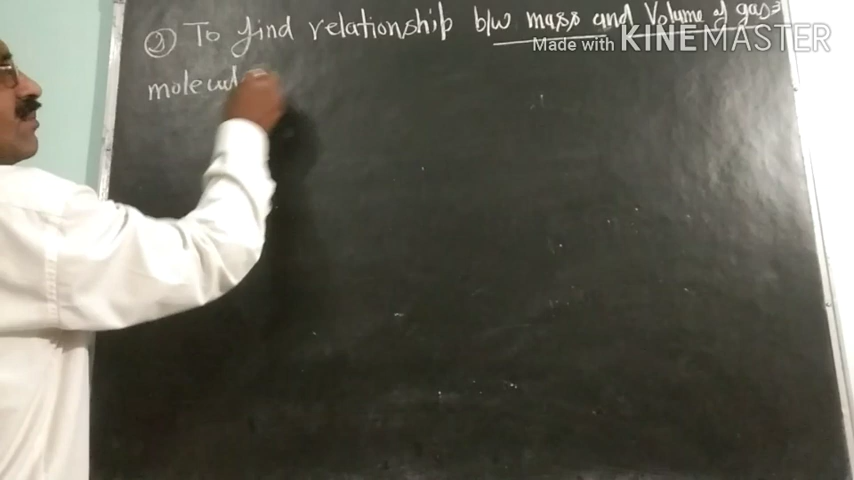 ② To find relationship b/w mass and Volume of gas⇒
Made with KINEMASTER
molecul